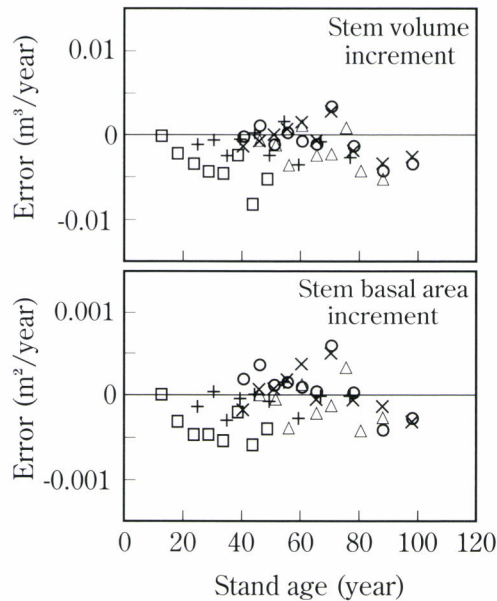 Stem volume
increment
0.01
0
-0.01
Error (m³/year)
Stem basal area
increment
0.001
0
-0.001
Error (m²/year)
0 20 40 60 80 100 120
Stand age (year)